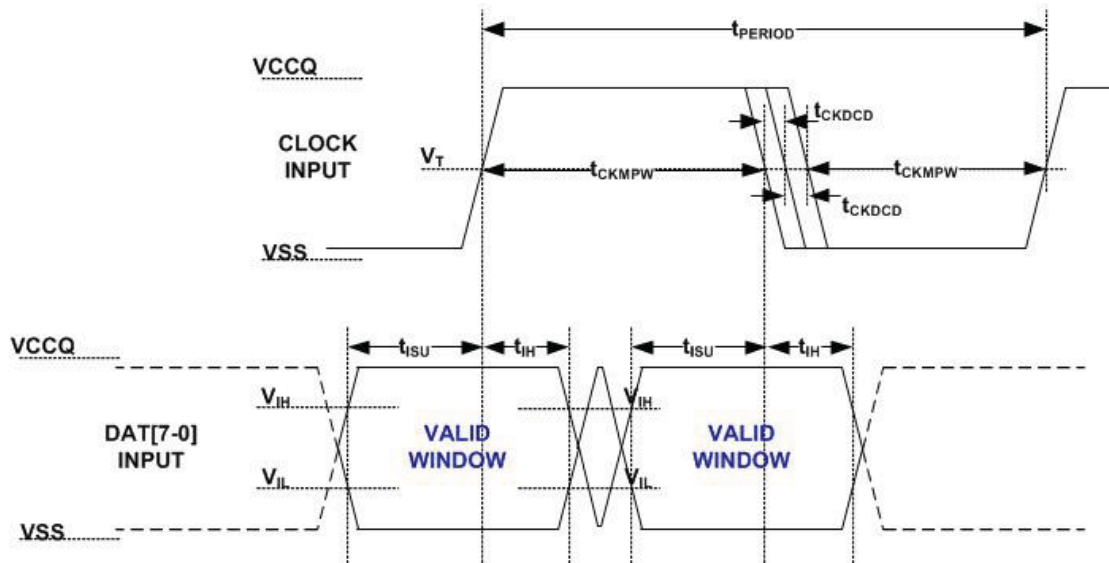 tPERIOD
VCCQ
tCKDCD
CLOCK
INPUT
VT
tCKMPW
tCKMPW
tCKDCD
VSS
VCCQ
tISU
tIH
tISU
tIH
VIH
VIH
DAT[7-0]
INPUT
VALID
WINDOW
VALID
WINDOW
VIL
VIL
VSS